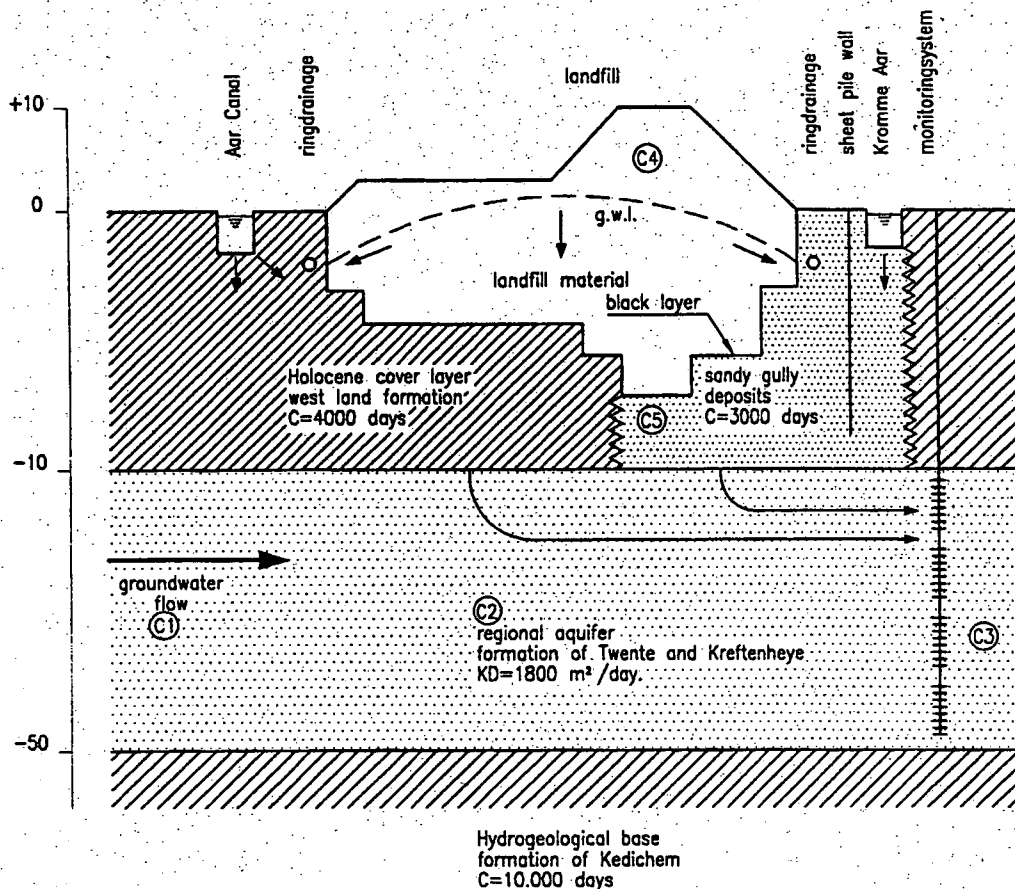 Aar Canal
ringdrainage
landfill
ringdrainage
sheet pile wall
Kromme Aar
monitoringsystem
+10
0
-10
-50
C4
g.w.l.
landfill material
black layer
Holocene cover layer
west land formation
C=4000 days
sandy gully
deposits
C=3000 days
C5
groundwater
flow
C1
C2
regional aquifer
formation of Twente and Kreftenheye
KD=1800 m²/day.
C3
Hydrogeological base
formation of Kedichem
C=10.000 days